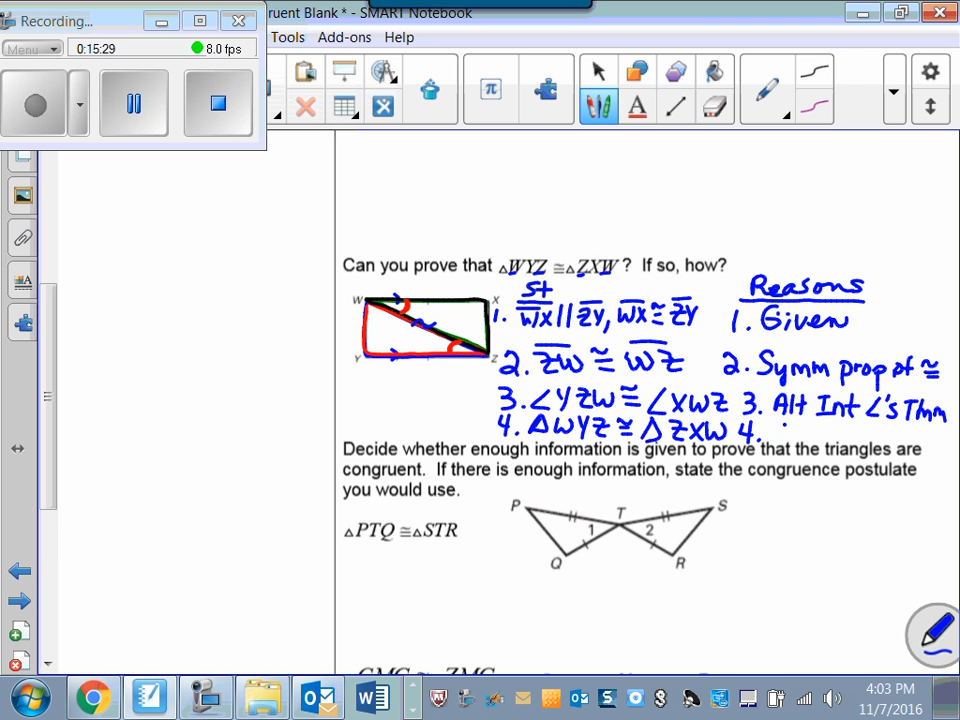 ruent Blank * - SMART Notebook
Recording...
Menu 0:15:29 8.0 fps
Tools Add-ons Help
π
A
Can you prove that △WYZ ≅△ZXW? If so, how?
St Reasons
W X
Y Z
1. WX // ZY, WX ≅ ZY 1. Given
2. ZW ≅ WZ 2. Symm prop of ≅
3. ∠YZW ≅ ∠XWZ 3. Alt Int ∠'s Thm
4. △WYZ ≅ △ZXW 4.
Decide whether enough information is given to prove that the triangles are
congruent. If there is enough information, state the congruence postulate
you would use.
△PTQ ≅△STR
P T S
1 2
Q R
4:03 PM
11/7/2016